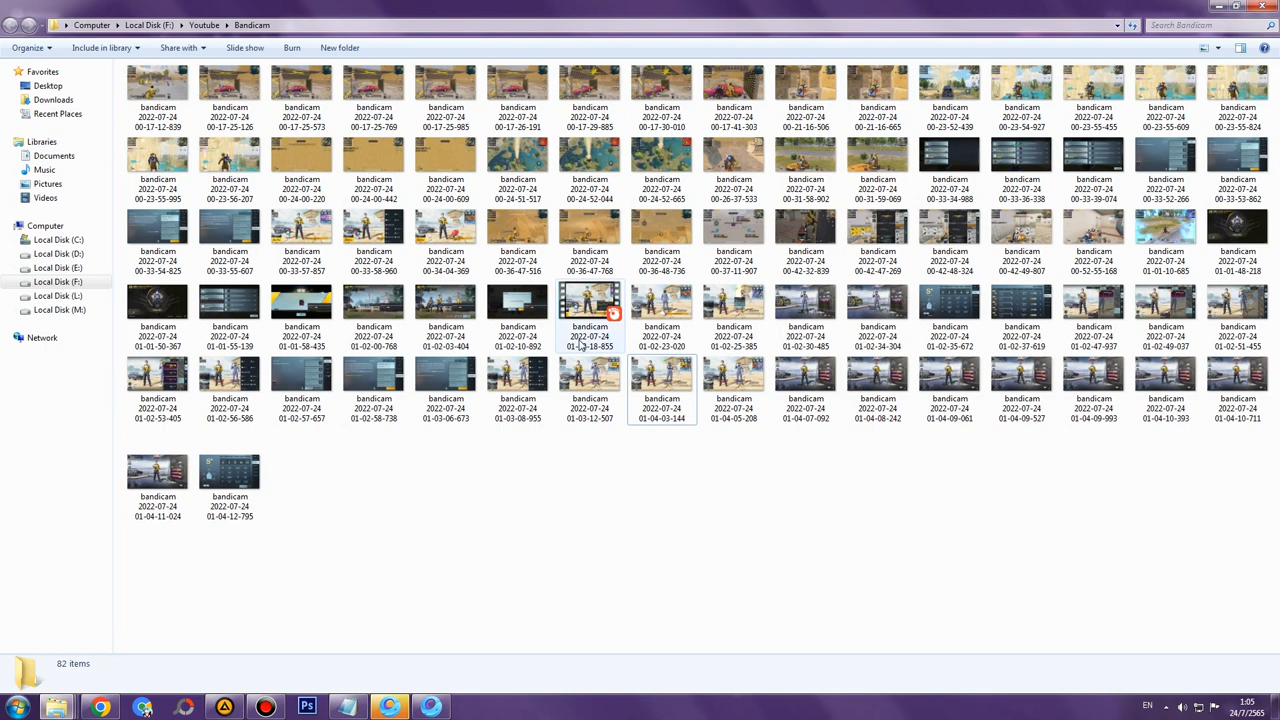 Computer ▸ Local Disk (F:) ▸ Youtube ▸ Bandicam
Search Bandicam
Organize Include in library Share with Slide show Burn New folder
Favorites
Desktop
Downloads
Recent Places
Libraries
Documents
Music
Pictures
Videos
Computer
Local Disk (C:)
Local Disk (D:)
Local Disk (E:)
Local Disk (F:)
Local Disk (L:)
Local Disk (M:)
Network
bandicam bandicam bandicam bandicam bandicam bandicam bandicam bandicam bandicam bandicam bandicam bandicam bandicam bandicam bandicam bandicam
2022-07-24 2022-07-24 2022-07-24 2022-07-24 2022-07-24 2022-07-24 2022-07-24 2022-07-24 2022-07-24 2022-07-24 2022-07-24 2022-07-24 2022-07-24 2022-07-24 2022-07-24 2022-07-24
00-17-12-839 00-17-25-126 00-17-25-573 00-17-25-769 00-17-25-985 00-17-26-191 00-17-29-885 00-17-30-010 00-17-41-303 00-21-16-506 00-21-16-665 00-23-52-439 00-23-54-927 00-23-55-455 00-23-55-609 00-23-55-824
bandicam bandicam bandicam bandicam bandicam bandicam bandicam bandicam bandicam bandicam bandicam bandicam bandicam bandicam bandicam bandicam
2022-07-24 2022-07-24 2022-07-24 2022-07-24 2022-07-24 2022-07-24 2022-07-24 2022-07-24 2022-07-24 2022-07-24 2022-07-24 2022-07-24 2022-07-24 2022-07-24 2022-07-24 2022-07-24
00-23-55-995 00-23-56-207 00-24-00-220 00-24-00-442 00-24-00-609 00-24-51-517 00-24-52-044 00-24-52-665 00-26-37-533 00-31-58-902 00-31-59-069 00-33-34-988 00-33-36-338 00-33-39-074 00-33-52-266 00-33-53-862
bandicam bandicam bandicam bandicam bandicam bandicam bandicam bandicam bandicam bandicam bandicam bandicam bandicam bandicam bandicam bandicam
2022-07-24 2022-07-24 2022-07-24 2022-07-24 2022-07-24 2022-07-24 2022-07-24 2022-07-24 2022-07-24 2022-07-24 2022-07-24 2022-07-24 2022-07-24 2022-07-24 2022-07-24 2022-07-24
00-33-54-825 00-33-55-607 00-33-57-857 00-33-58-960 00-34-04-369 00-36-47-516 00-36-47-768 00-36-48-736 00-37-11-907 00-42-32-839 00-42-47-269 00-42-48-324 00-42-49-807 00-52-55-168 01-01-10-685 01-01-48-218
bandicam bandicam bandicam bandicam bandicam bandicam bandicam bandicam bandicam bandicam bandicam bandicam bandicam bandicam bandicam bandicam
2022-07-24 2022-07-24 2022-07-24 2022-07-24 2022-07-24 2022-07-24 2022-07-24 2022-07-24 2022-07-24 2022-07-24 2022-07-24 2022-07-24 2022-07-24 2022-07-24 2022-07-24 2022-07-24
01-01-50-367 01-01-55-139 01-01-58-435 01-02-00-768 01-02-03-404 01-02-10-892 01-02-23-020 01-02-25-385 01-02-30-485 01-02-34-304 01-02-35-672 01-02-37-619 01-02-47-937 01-02-49-037 01-02-51-455
bandicam bandicam bandicam bandicam bandicam bandicam bandicam bandicam bandicam bandicam bandicam bandicam bandicam bandicam bandicam bandicam
2022-07-24 2022-07-24 2022-07-24 2022-07-24 2022-07-24 2022-07-24 2022-07-24 2022-07-24 2022-07-24 2022-07-24 2022-07-24 2022-07-24 2022-07-24 2022-07-24 2022-07-24 2022-07-24
01-02-53-405 01-02-56-586 01-02-57-657 01-02-58-738 01-03-06-673 01-03-08-955 01-03-12-507 01-04-03-144 01-04-05-208 01-04-07-092 01-04-08-242 01-04-09-061 01-04-09-527 01-04-09-993 01-04-10-393 01-04-10-711
bandicam bandicam
2022-07-24 2022-07-24
01-04-11-024 01-04-12-795
82 items
Ps
EN
1:05
24/7/2565